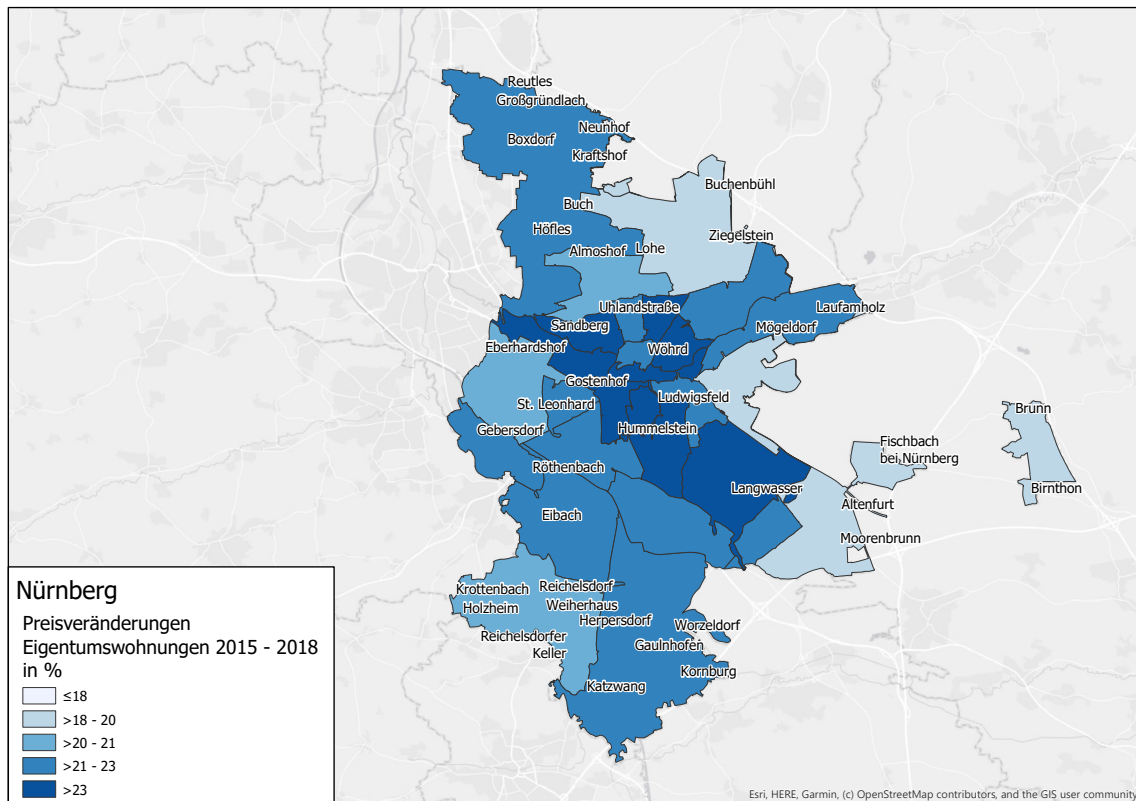 Reutles
Großgründlach
Neunhof
Boxdorf
Kraftshof
Buchenbühl
Buch
Höfles
Ziegelstein
Almoshof
Lohe
Uhlandstraße
Laufamholz
Sandberg
Mögeldorf
Eberhardshof
Wöhrd
Gostenhof
St. Leonhard
Ludwigsfeld
Brunn
Gebersdorf
Hummelstein
Fischbach
bei Nürnberg
Röthenbach
Langwasser
Birnthon
Altenfurt
Eibach
Moorenbrunn
Krottenbach
Reichelsdorf
Holzheim
Weiherhaus
Herpersdorf
Worzeldorf
Reichelsdorfer
Keller
Gaulnhofen
Kornburg
Katzwang
Nürnberg
Preisveränderungen
Eigentumswohnungen 2015 - 2018
in %
≤18
>18 - 20
>20 - 21
>21 - 23
>23
Esri, HERE, Garmin, (c) OpenStreetMap contributors, and the GIS user community